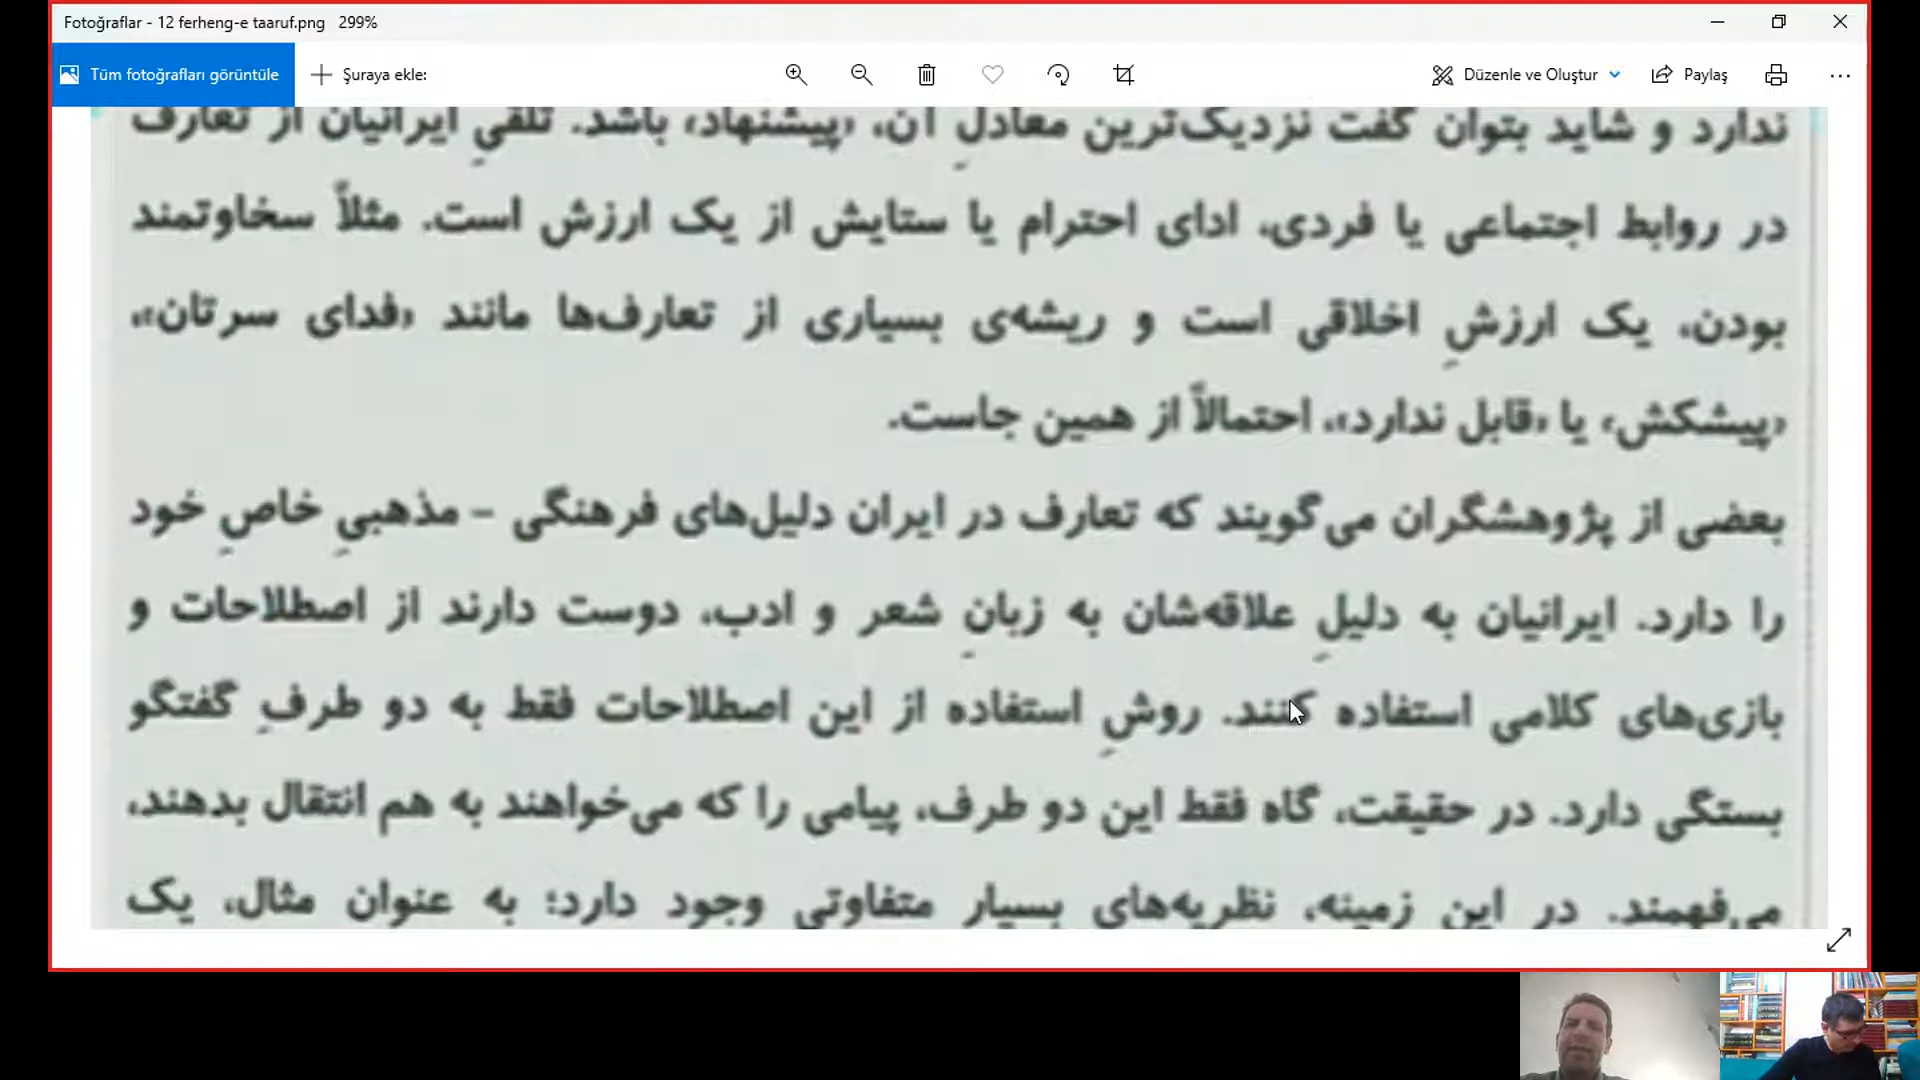 Fotoğraflar - 12 ferheng-e taaruf.png 299%
Tüm fotoğrafları görüntüle
Şuraya ekle:
Düzenle ve Oluştur
Paylaş
ندارد و شاید بتوان گفت نزدیک‌ترین معادلِ آن، «پیشنهاد» باشد. تلقیِ ایرانیان از تعارف
در روابط اجتماعی یا فردی، ادای احترام یا ستایش از یک ارزش است. مثلاً سخاوتمند
بودن، یک ارزشِ اخلاقی است و ریشه‌ی بسیاری از تعارف‌ها مانند «فدای سرتان»،
«پیشکش» یا «قابل ندارد»، احتمالاً از همین جاست.
بعضی از پژوهشگران می‌گویند که تعارف در ایران دلیل‌های فرهنگی – مذهبیِ خاصِ خود
را دارد. ایرانیان به دلیلِ علاقه‌شان به زبانِ شعر و ادب، دوست دارند از اصطلاحات و
بازی‌های کلامی استفاده کنند. روشِ استفاده از این اصطلاحات فقط به دو طرفِ گفتگو
بستگی دارد. در حقیقت، گاه فقط این دو طرف، پیامی را که می‌خواهند به هم انتقال بدهند،
می‌فهمند. در این زمینه، نظریه‌های بسیار متفاوتی وجود دارد؛ به عنوان مثال، یک